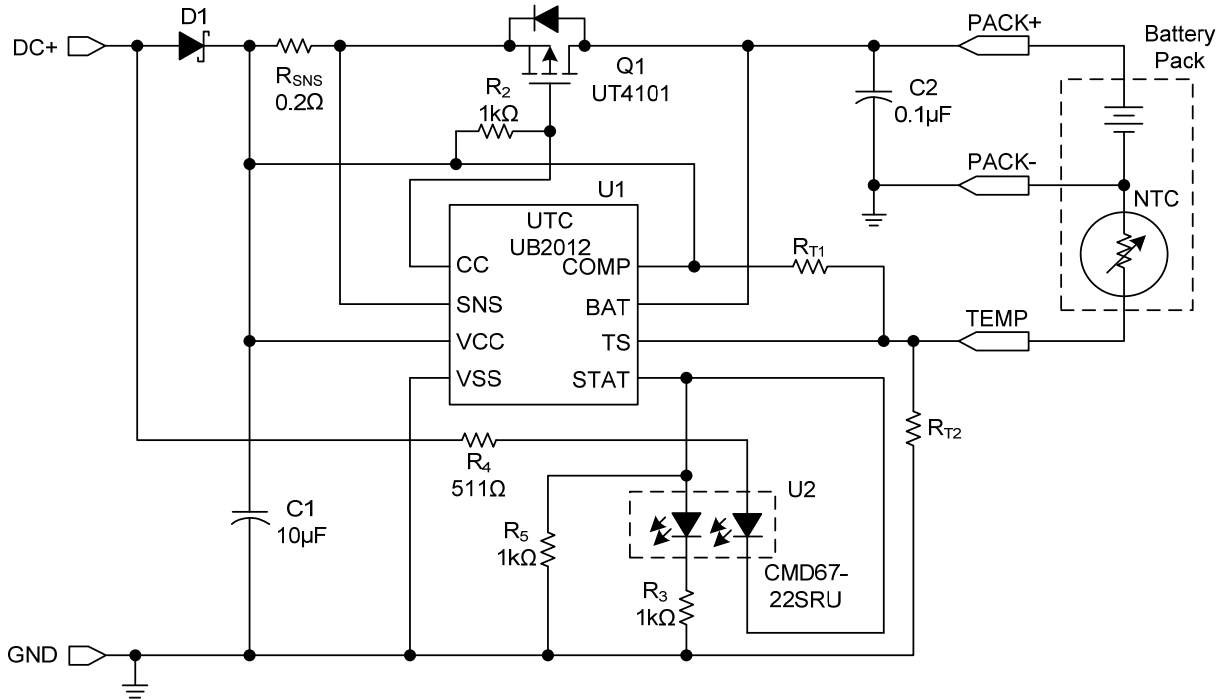 D1
DC+
RSNS
0.2Ω
R2
1kΩ
Q1
UT4101
PACK+
Battery
Pack
C2
0.1µF
PACK-
NTC
U1
UTC
UB2012
CC
SNS
VCC
VSS
COMP
BAT
TS
STAT
RT1
TEMP
RT2
R4
511Ω
U2
C1
10µF
R5
1kΩ
CMD67-
22SRU
R3
1kΩ
GND